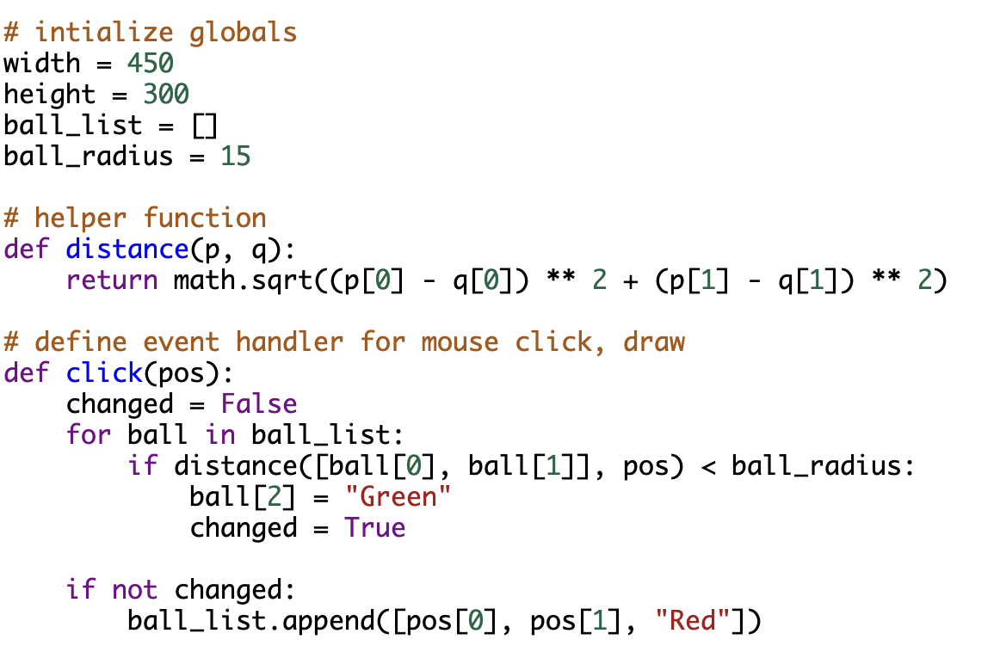 # intialize globals
width = 450
height = 300
ball_list = []
ball_radius = 15

# helper function
def distance(p, q):
    return math.sqrt((p[0] - q[0]) ** 2 + (p[1] - q[1]) ** 2)

# define event handler for mouse click, draw
def click(pos):
    changed = False
    for ball in ball_list:
        if distance([ball[0], ball[1]], pos) < ball_radius:
            ball[2] = "Green"
            changed = True

    if not changed:
        ball_list.append([pos[0], pos[1], "Red"])